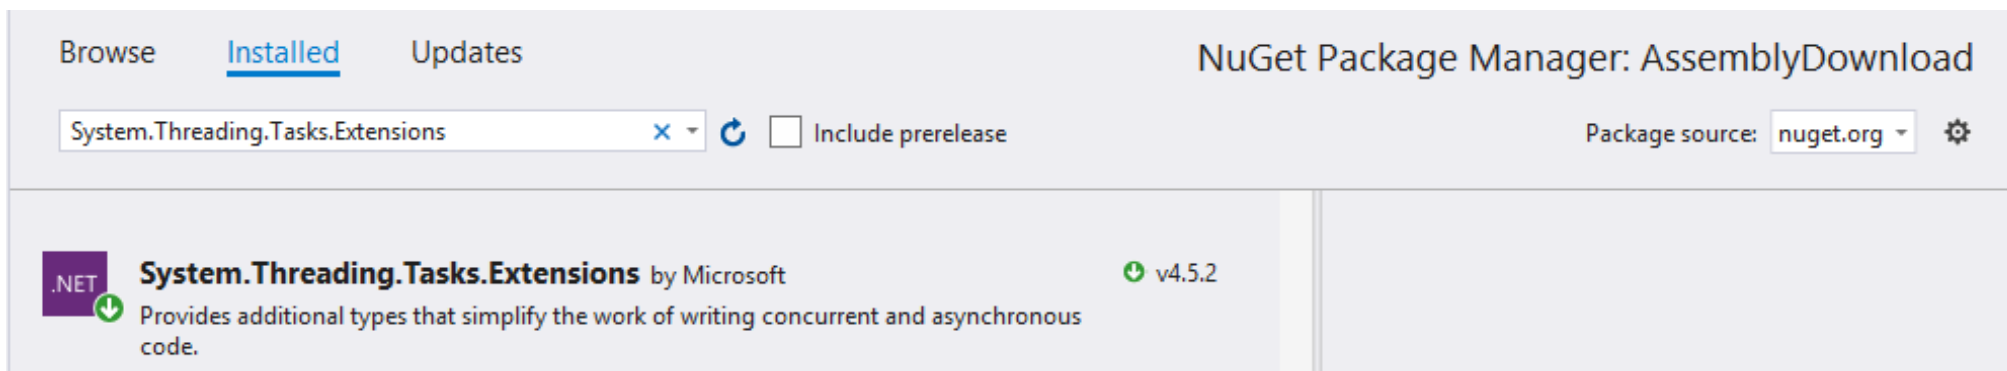 Browse Installed Updates NuGet Package Manager: AssemblyDownload
System.Threading.Tasks.Extensions Include prerelease Package source: nuget.org
.NET System.Threading.Tasks.Extensions by Microsoft v4.5.2
Provides additional types that simplify the work of writing concurrent and asynchronous
code.